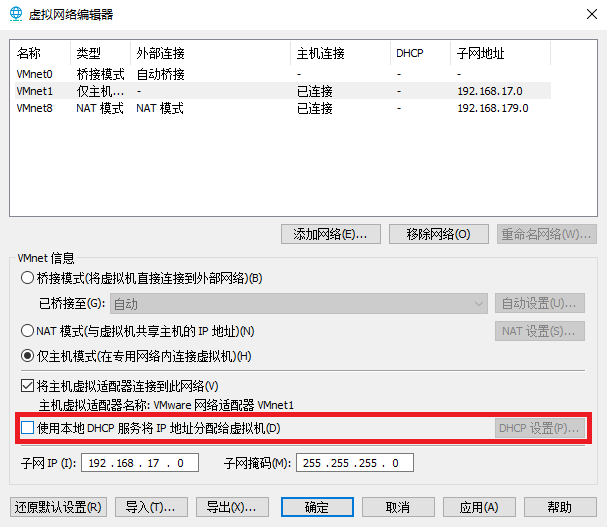 虚拟网络编辑器
名称 类型 外部连接 主机连接 DHCP 子网地址
VMnet0 桥接模式 自动桥接 - - -
VMnet1 仅主机... - 已连接 - 192.168.17.0
VMnet8 NAT 模式 NAT 模式 已连接 - 192.168.179.0
添加网络(E)... 移除网络(O) 重命名网络(W)...
VMnet 信息
桥接模式(将虚拟机直接连接到外部网络)(B)
已桥接至(G): 自动 自动设置(U)...
NAT 模式(与虚拟机共享主机的 IP 地址)(N) NAT 设置(S)...
仅主机模式(在专用网络内连接虚拟机)(H)
将主机虚拟适配器连接到此网络(V)
主机虚拟适配器名称: VMware 网络适配器 VMnet1
使用本地 DHCP 服务将 IP 地址分配给虚拟机(D) DHCP 设置(P)...
子网 IP (I): 192 . 168 . 17 . 0 子网掩码(M): 255 . 255 . 255 . 0
还原默认设置(R) 导入(T)... 导出(X)... 确定 取消 应用(A) 帮助